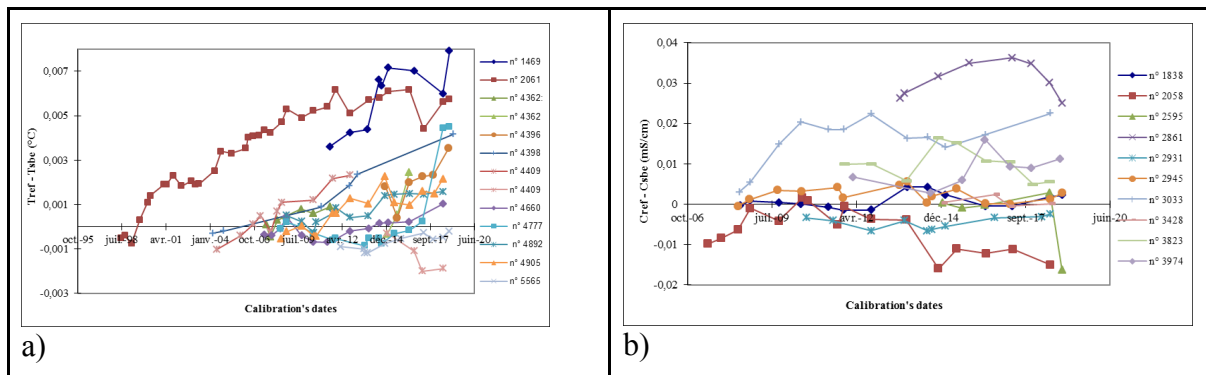 Tref - Tsbe (°C)
0,007
0,005
0,003
0,001
-0,001
-0,003
oct.-95
juil.-98
avr.-01
janv.-04
oct.-06
juil.-09
avr.-12
déc.-14
sept.-17
juin-20
Calibration's dates
n° 1469
n° 2061
n° 4362:
n° 4362
n° 4396
n° 4398
n° 4409
n° 4409
n° 4660
n° 4777
n° 4892
n° 4905
n° 5565
a)
Cref - Csbe (mS/cm)
0,04
0,03
0,02
0,01
0
-0,01
-0,02
oct.-06
juil.-09
avr.-12
déc.-14
sept.-17
juin-20
Calibration's dates
n° 1838
n° 2058
n° 2595
n° 2861
n° 2931
n° 2945
n° 3033
n° 3428
n° 3823
n° 3974
b)